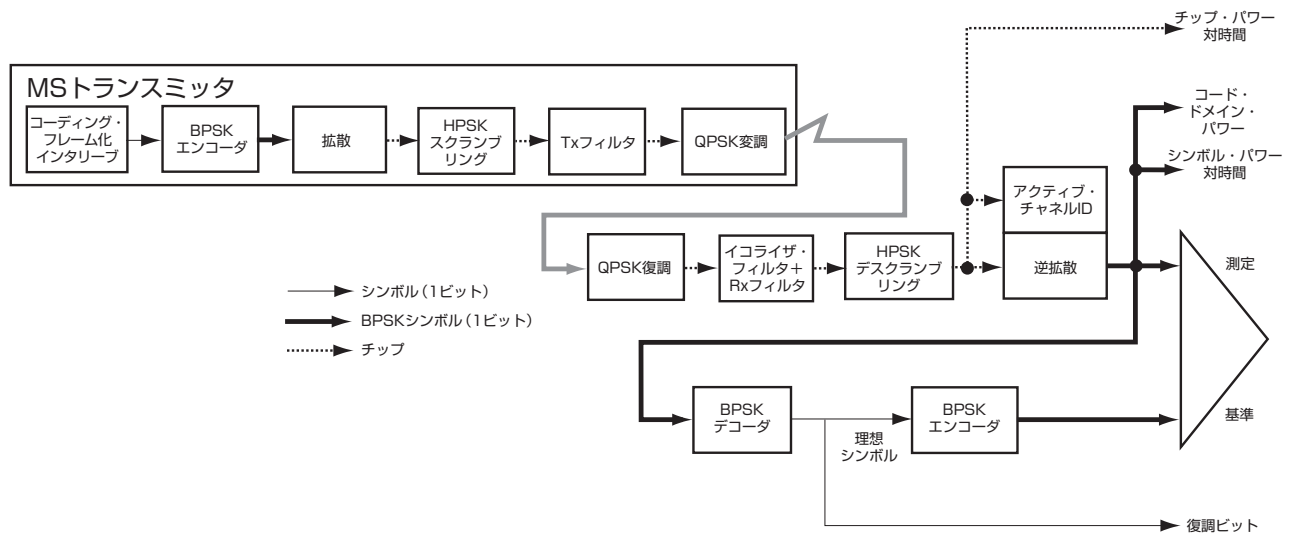 チップ・パワー
対時間
MSトランスミッタ
コーディング・
フレーム化
インタリーブ
BPSK
エンコーダ
拡散
HPSK
スクランブ
リング
Txフィルタ
QPSK変調
コード・
ドメイン・
パワー
シンボル・パワー
対時間
アクティブ・
チャネルID
QPSK復調
イコライザ・
フィルタ+
Rxフィルタ
HPSK
デスクランブ
リング
逆拡散
測定
シンボル(1ビット)
BPSKシンボル(1ビット)
チップ
BPSK
デコーダ
理想
シンボル
BPSK
エンコーダ
基準
復調ビット